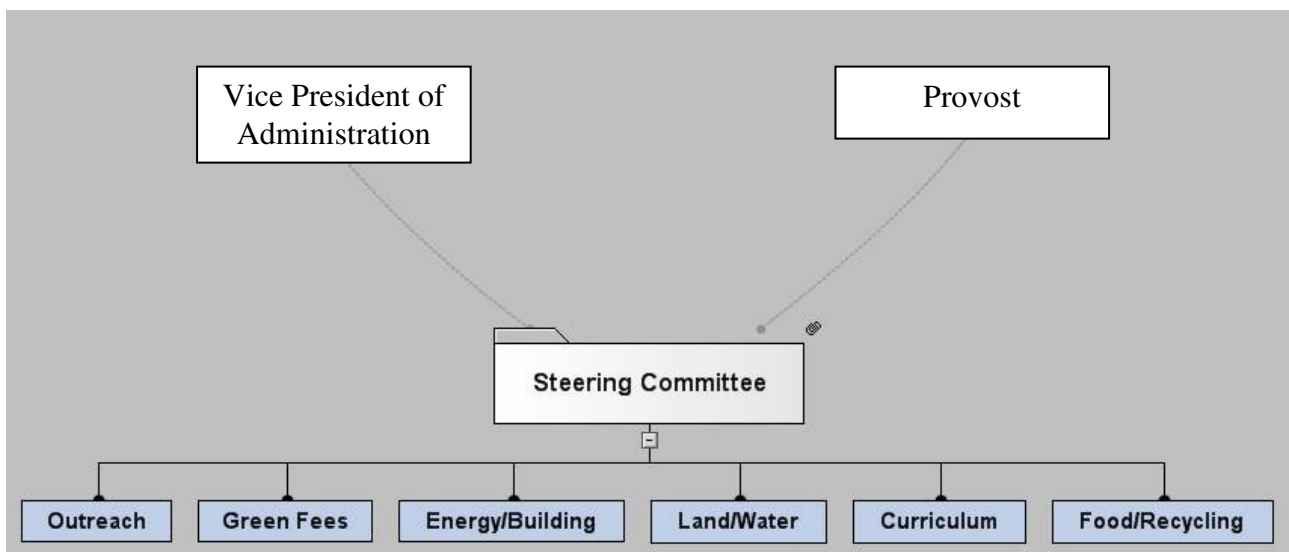 Vice President of
Administration
Provost
Steering Committee
Outreach
Green Fees
Energy/Building
Land/Water
Curriculum
Food/Recycling